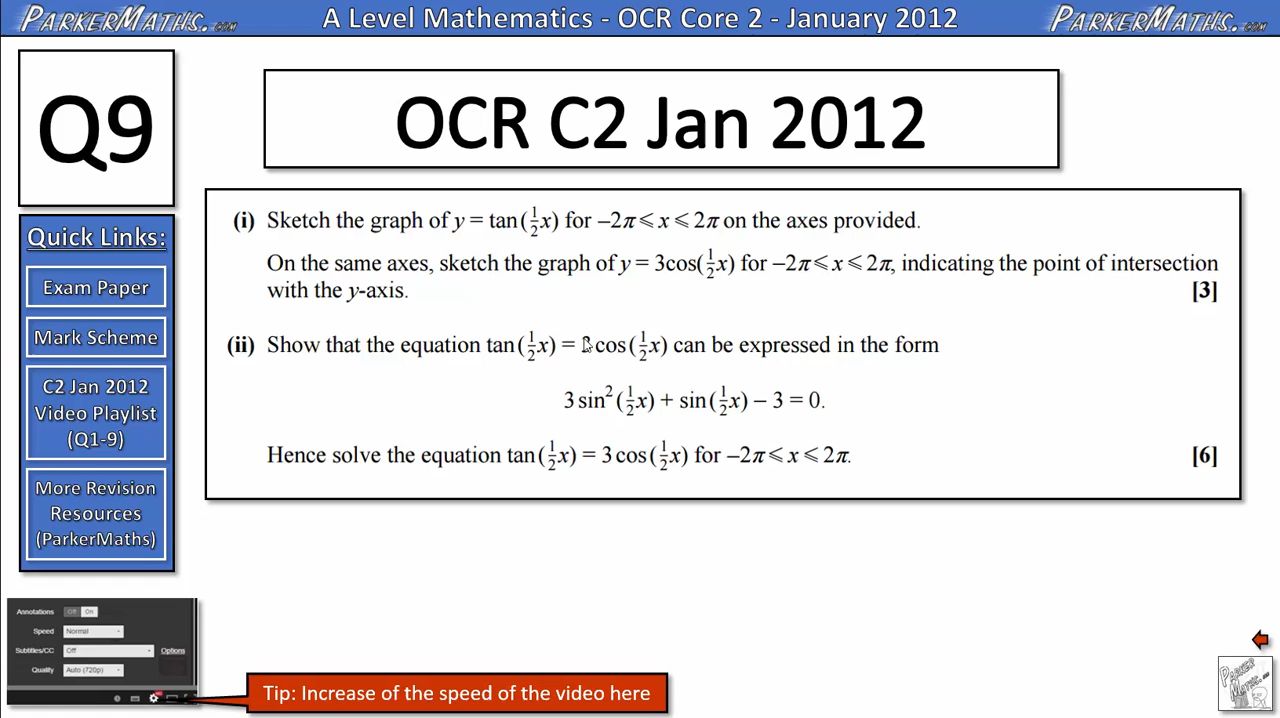 PARKERMATHS.COM
A Level Mathematics - OCR Core 2 - January 2012
PARKERMATHS.COM
Q9
OCR C2 Jan 2012
Quick Links:
Exam Paper
Mark Scheme
C2 Jan 2012
Video Playlist
(Q1-9)
More Revision
Resources
(ParkerMaths)
(i) Sketch the graph of y = tan(½x) for −2π ⩽ x ⩽ 2π on the axes provided.
On the same axes, sketch the graph of y = 3cos(½x) for −2π ⩽ x ⩽ 2π, indicating the point of intersection
with the y-axis. [3]
(ii) Show that the equation tan(½x) = 3cos(½x) can be expressed in the form
3 sin²(½x) + sin(½x) − 3 = 0.
Hence solve the equation tan(½x) = 3 cos(½x) for −2π ⩽ x ⩽ 2π. [6]
Annotations Off On
Speed Normal
Subtitles/CC Off Options
Quality Auto (720p)
Tip: Increase of the speed of the video here
PARKER
MATHS.COM